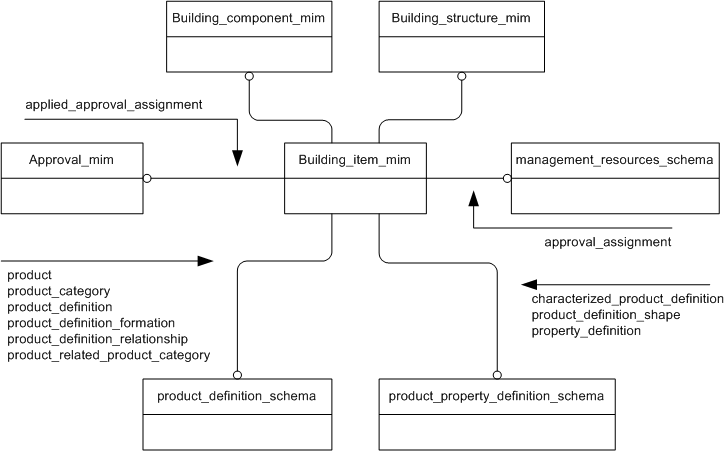 Building_component_mim
Building_structure_mim
applied_approval_assignment
Approval_mim
Building_item_mim
management_resources_schema
approval_assignment
product
product_category
product_definition
product_definition_formation
product_definition_relationship
product_related_product_category
characterized_product_definition
product_definition_shape
property_definition
product_definition_schema
product_property_definition_schema